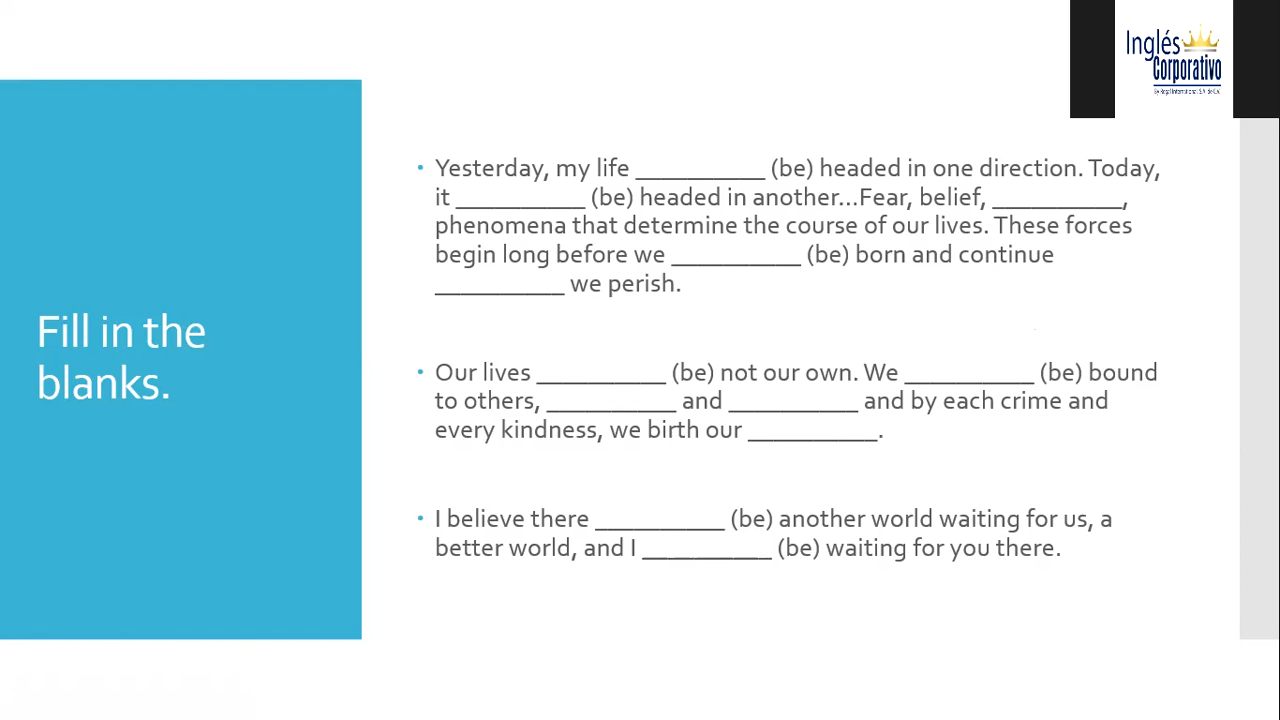 Inglés
Corporativo
By Regal International S.A. de C.V.
Fill in the
blanks.
• Yesterday, my life __________ (be) headed in one direction. Today,
it __________ (be) headed in another...Fear, belief, __________,
phenomena that determine the course of our lives. These forces
begin long before we __________ (be) born and continue
__________ we perish.
• Our lives __________ (be) not our own. We __________ (be) bound
to others, __________ and __________ and by each crime and
every kindness, we birth our __________.
• I believe there __________ (be) another world waiting for us, a
better world, and I __________ (be) waiting for you there.